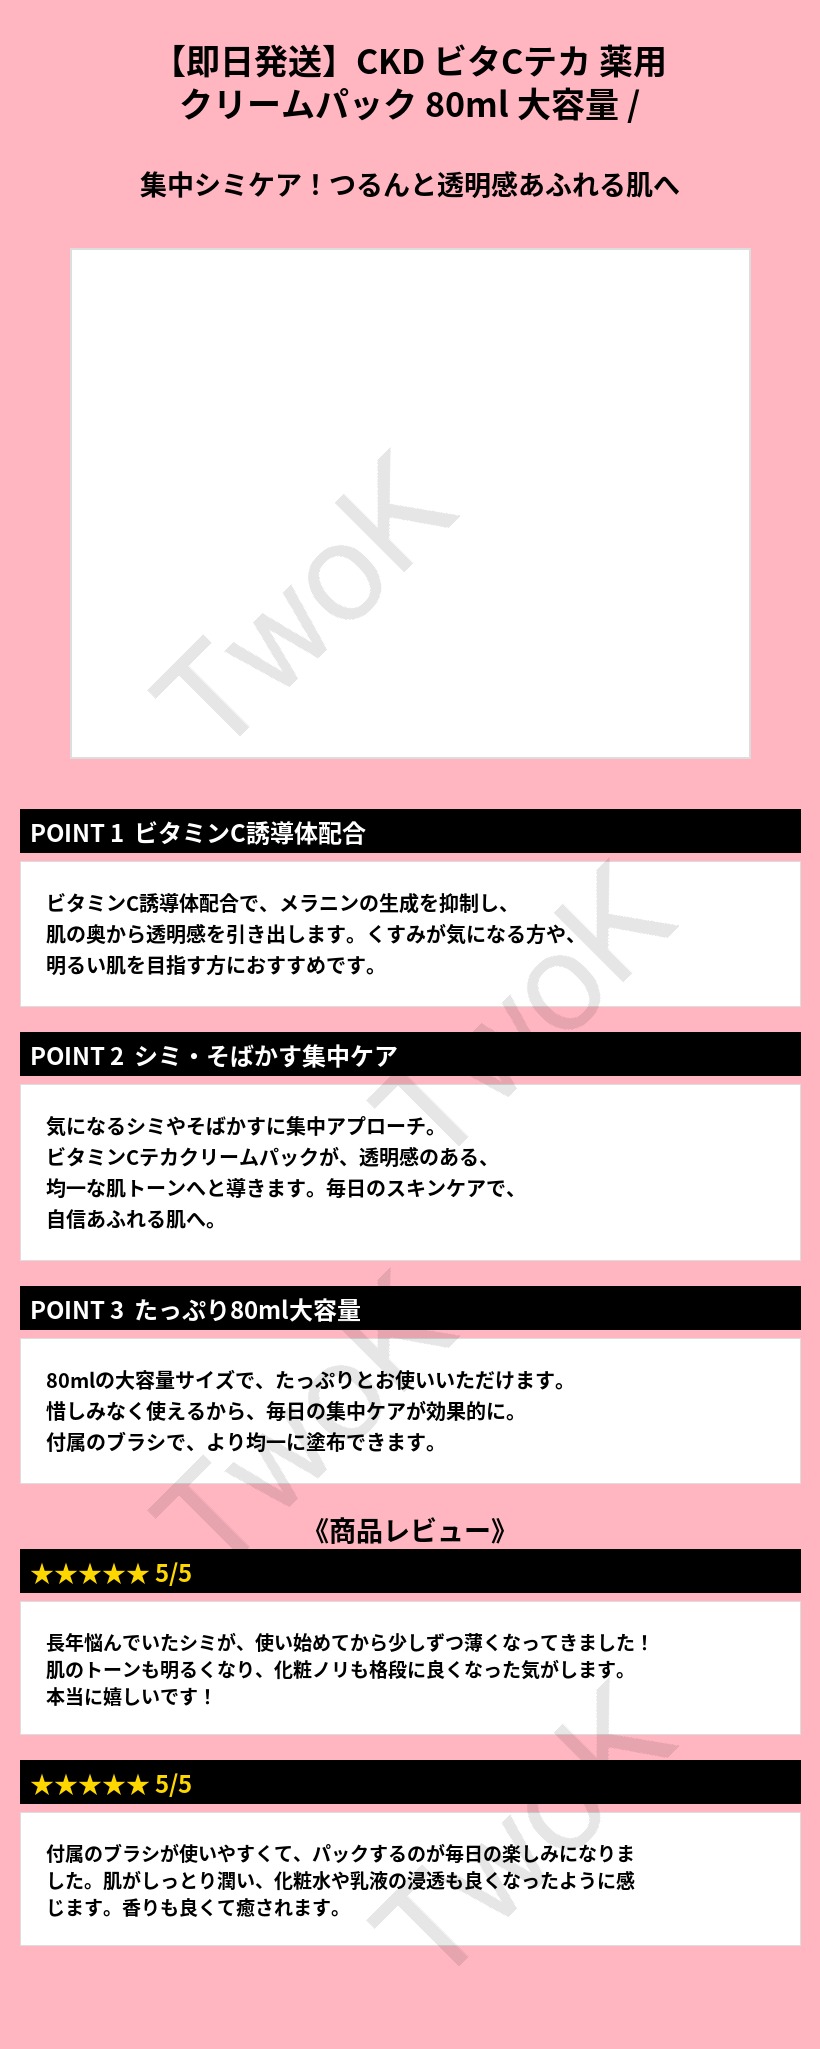 【即日発送】CKD ビタCテカ 薬用
クリームパック 80ml 大容量 /
集中シミケア！つるんと透明感あふれる肌へ
TwoK
POINT 1 ビタミンC誘導体配合
ビタミンC誘導体配合で、メラニンの生成を抑制し、
肌の奥から透明感を引き出します。くすみが気になる方や、
明るい肌を目指す方におすすめです。
TwoK
POINT 2 シミ・そばかす集中ケア
気になるシミやそばかすに集中アプローチ。
ビタミンCテカクリームパックが、透明感のある、
均一な肌トーンへと導きます。毎日のスキンケアで、
自信あふれる肌へ。
POINT 3 たっぷり80ml大容量
80mlの大容量サイズで、たっぷりとお使いいただけます。
惜しみなく使えるから、毎日の集中ケアが効果的に。
付属のブラシで、より均一に塗布できます。
TwoK
《商品レビュー》
★★★★★ 5/5
長年悩んでいたシミが、使い始めてから少しずつ薄くなってきました！
肌のトーンも明るくなり、化粧ノリも格段に良くなった気がします。
本当に嬉しいです！
★★★★★ 5/5
付属のブラシが使いやすくて、パックするのが毎日の楽しみになりま
した。肌がしっとり潤い、化粧水や乳液の浸透も良くなったように感
じます。香りも良くて癒されます。
TwoK